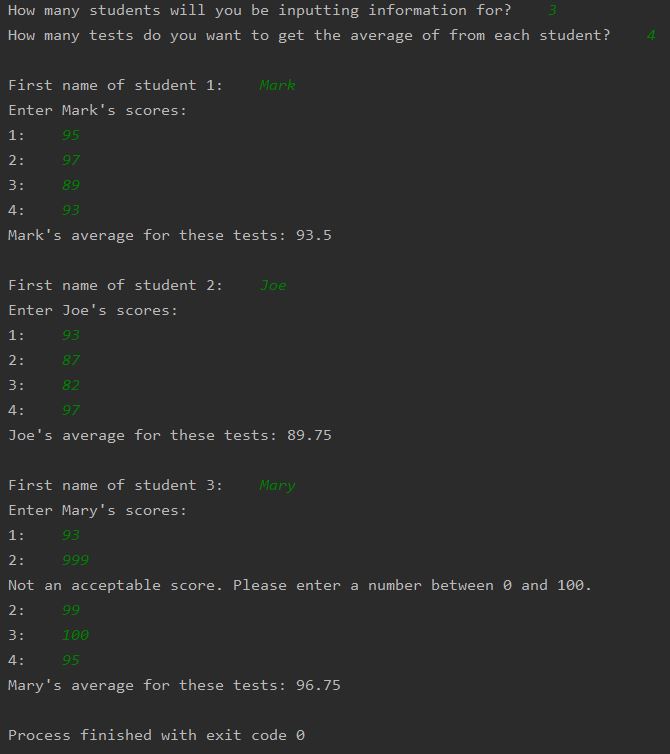 How many students will you be inputting information for? 3
How many tests do you want to get the average of from each student? 4
First name of student 1: Mark
Enter Mark's scores:
1: 95
2: 97
3: 89
4: 93
Mark's average for these tests: 93.5
First name of student 2: Joe
Enter Joe's scores:
1: 93
2: 87
3: 82
4: 97
Joe's average for these tests: 89.75
First name of student 3: Mary
Enter Mary's scores:
1: 93
2: 999
Not an acceptable score. Please enter a number between 0 and 100.
2: 99
3: 100
4: 95
Mary's average for these tests: 96.75
Process finished with exit code 0